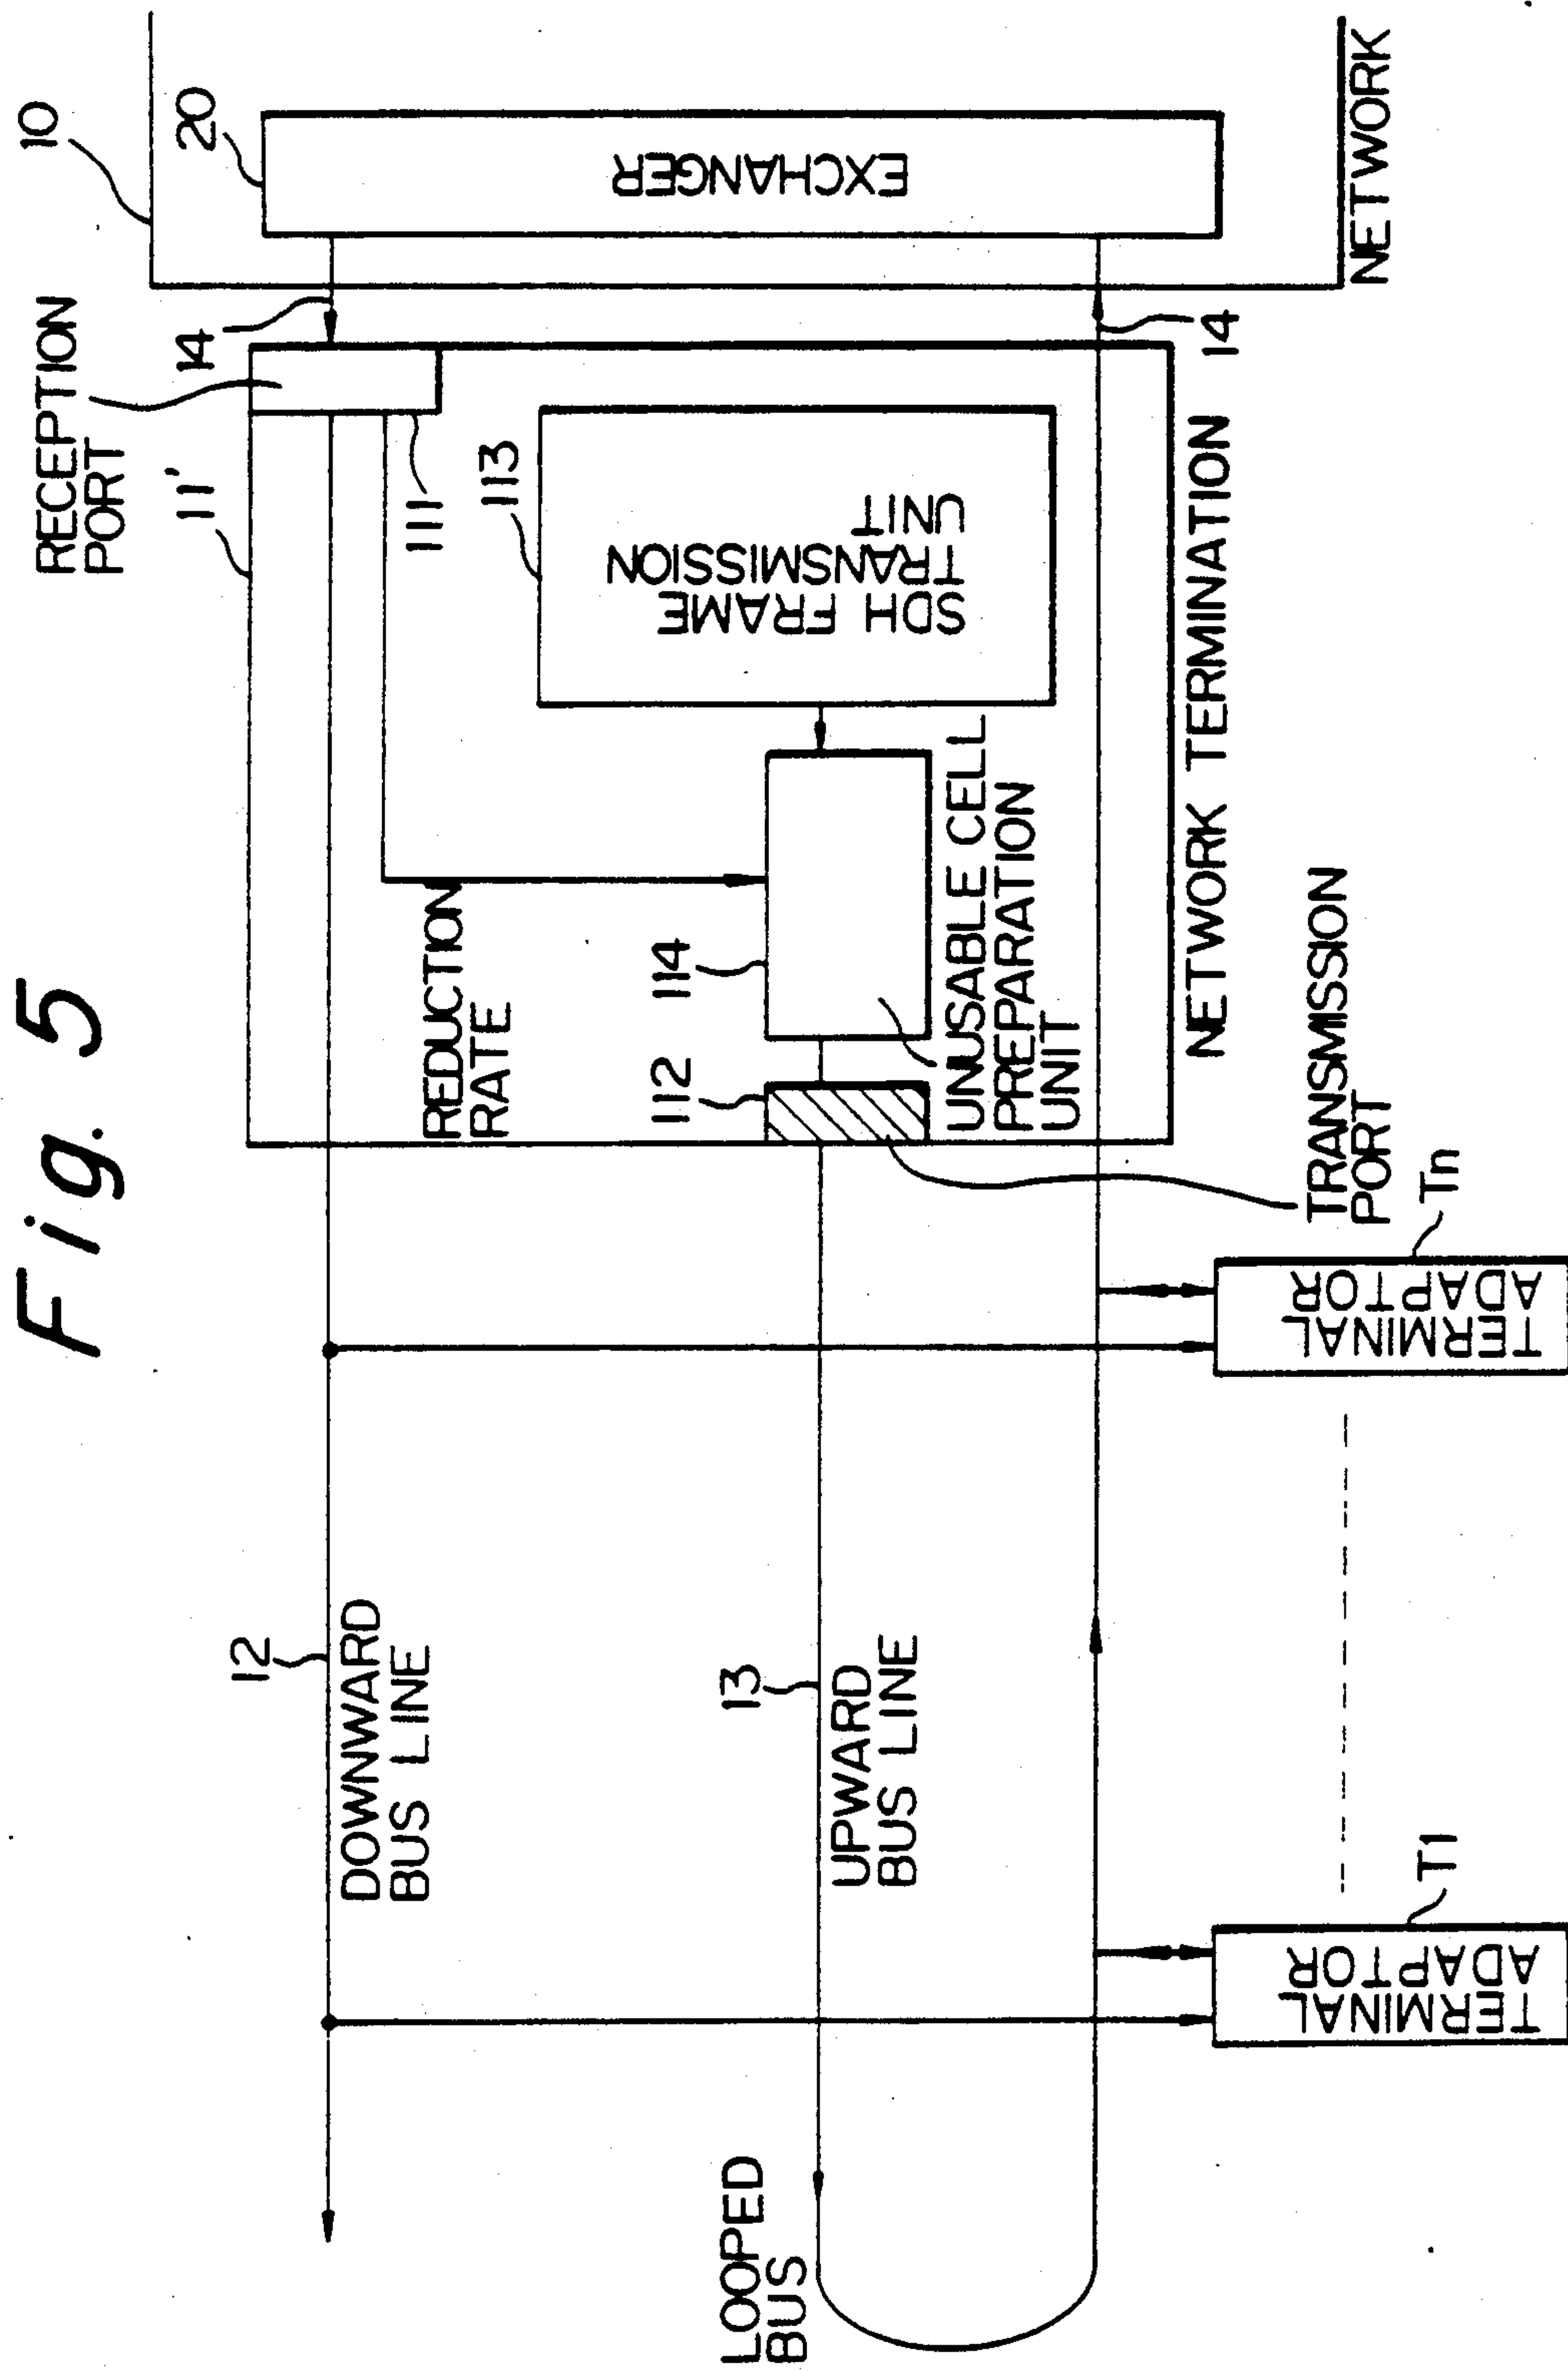 Fig. 5
10
20
EXCHANGER
NETWORK
RECEPTION
PORT
14
14
11'
111
113
SDH FRAME
TRANSMISSION
UNIT
REDUCTION
RATE
114
UNUSABLE CELL
PREPARATION
UNIT
112
NETWORK TERMINATION
TRANSMISSION
PORT
12
DOWNWARD
BUS LINE
13
UPWARD
BUS LINE
LOOPED
BUS
Tn
TERMINAL
ADAPTOR
T1
TERMINAL
ADAPTOR